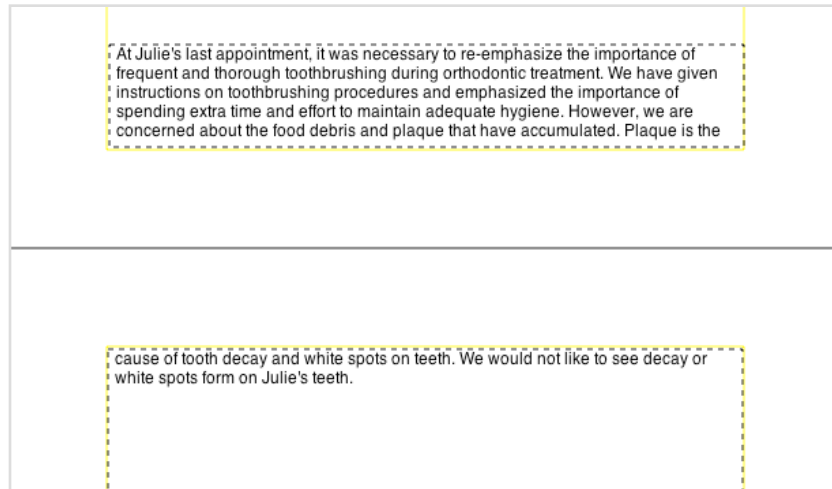 At Julie's last appointment, it was necessary to re-emphasize the importance of
frequent and thorough toothbrushing during orthodontic treatment. We have given
instructions on toothbrushing procedures and emphasized the importance of
spending extra time and effort to maintain adequate hygiene. However, we are
concerned about the food debris and plaque that have accumulated. Plaque is the
cause of tooth decay and white spots on teeth. We would not like to see decay or
white spots form on Julie's teeth.